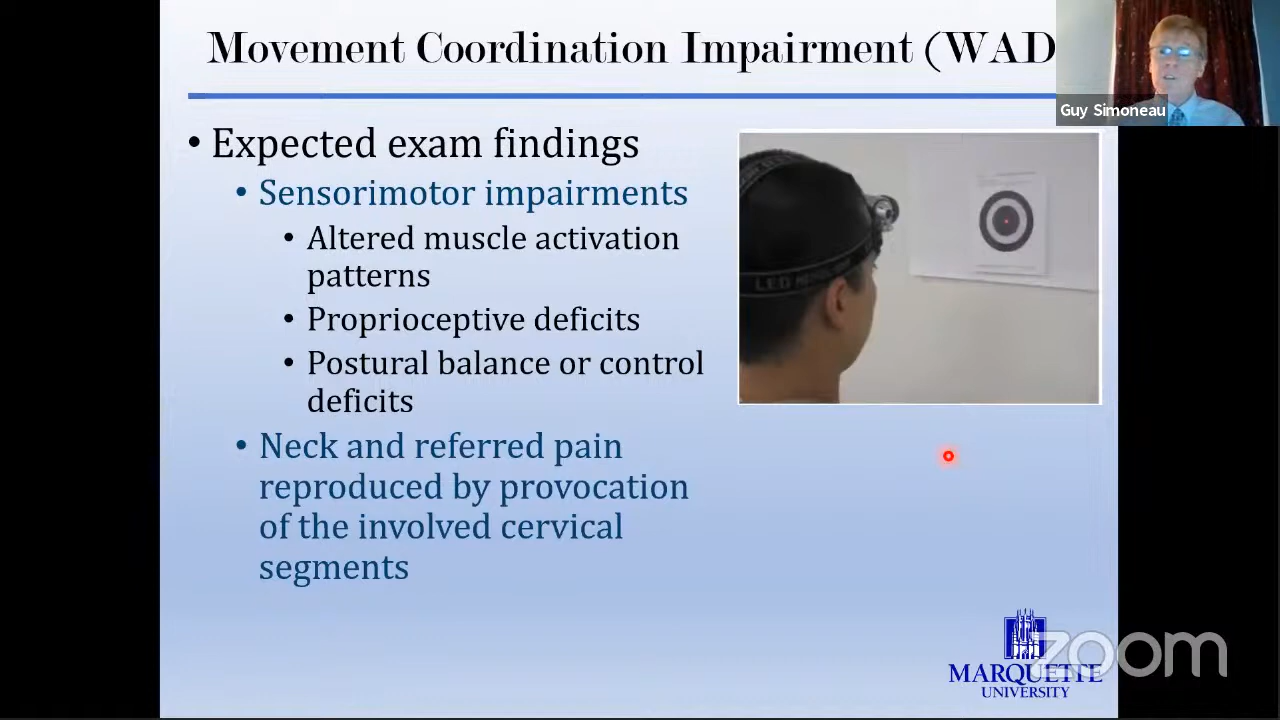 Movement Coordination Impairment (WAD
Guy Simoneau
• Expected exam findings
• Sensorimotor impairments
• Altered muscle activation
patterns
• Proprioceptive deficits
• Postural balance or control
deficits
• Neck and referred pain
reproduced by provocation
of the involved cervical
segments
LED
zoom
MARQUETTE
UNIVERSITY